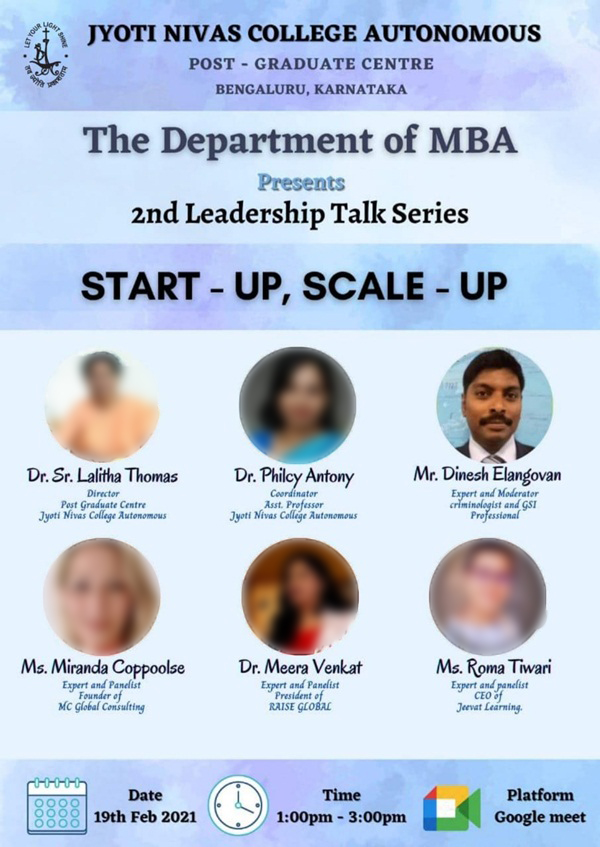 LET YOUR LIGHT SHINE
JYOTI NIVAS COLLEGE AUTONOMOUS
POST - GRADUATE CENTRE
BENGALURU, KARNATAKA
The Department of MBA
Presents
2nd Leadership Talk Series
START - UP, SCALE - UP
Dr. Sr. Lalitha Thomas
Director
Post Graduate Centre
Jyoti Nivas College Autonomous
Dr. Philcy Antony
Coordinator
Asst. Professor
Jyoti Nivas College Autonomous
Mr. Dinesh Elangovan
Expert and Moderator
criminologist and GSI
Professional
Ms. Miranda Coppoolse
Expert and Panelist
Founder of
MC Global Consulting
Dr. Meera Venkat
Expert and Panelist
President of
RAISE GLOBAL
Ms. Roma Tiwari
Expert and panelist
CEO of
Jeevat Learning.
Date
19th Feb 2021
Time
1:00pm - 3:00pm
Platform
Google meet